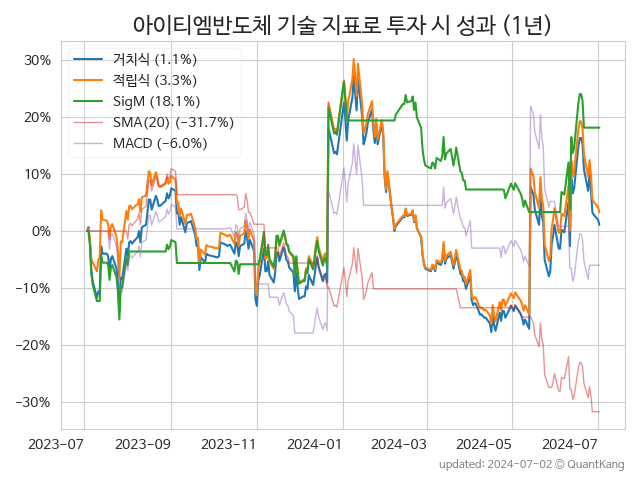 아이티엠반도체 기술 지표로 투자 시 성과 (1년)
거치식 (1.1%)
적립식 (3.3%)
SigM (18.1%)
SMA(20) (−31.7%)
MACD (−6.0%)
30%
20%
10%
0%
−10%
−20%
−30%
2023-07 2023-09 2023-11 2024-01 2024-03 2024-05 2024-07
updated: 2024-07-02 © QuantKang